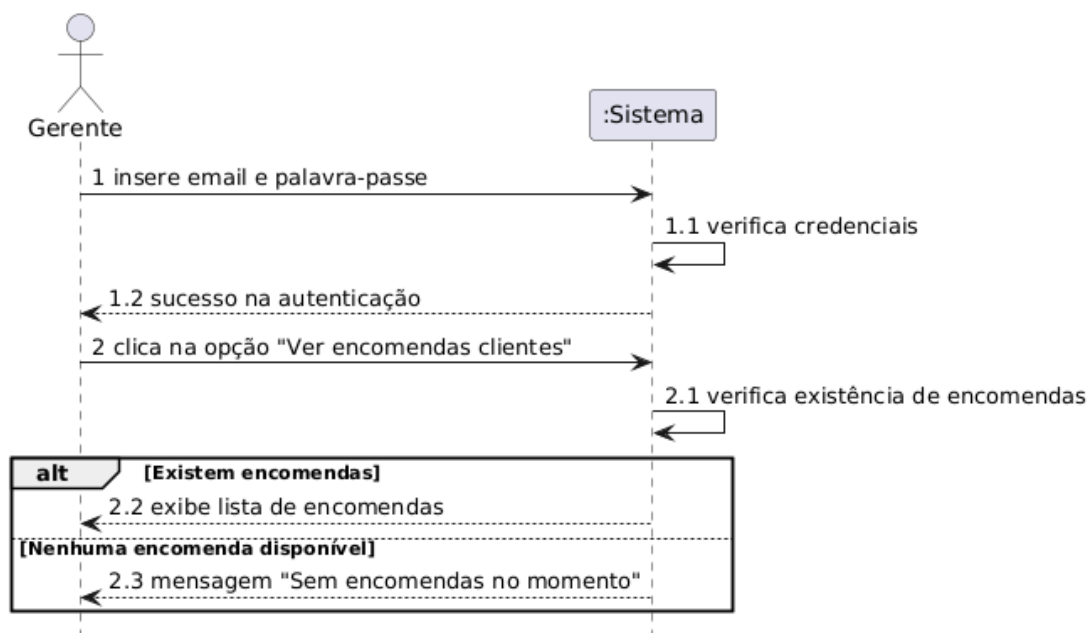 Gerente
:Sistema
1 insere email e palavra-passe
1.1 verifica credenciais
1.2 sucesso na autenticação
2 clica na opção "Ver encomendas clientes"
2.1 verifica existência de encomendas
alt [Existem encomendas]
2.2 exibe lista de encomendas
[Nenhuma encomenda disponível]
2.3 mensagem "Sem encomendas no momento"